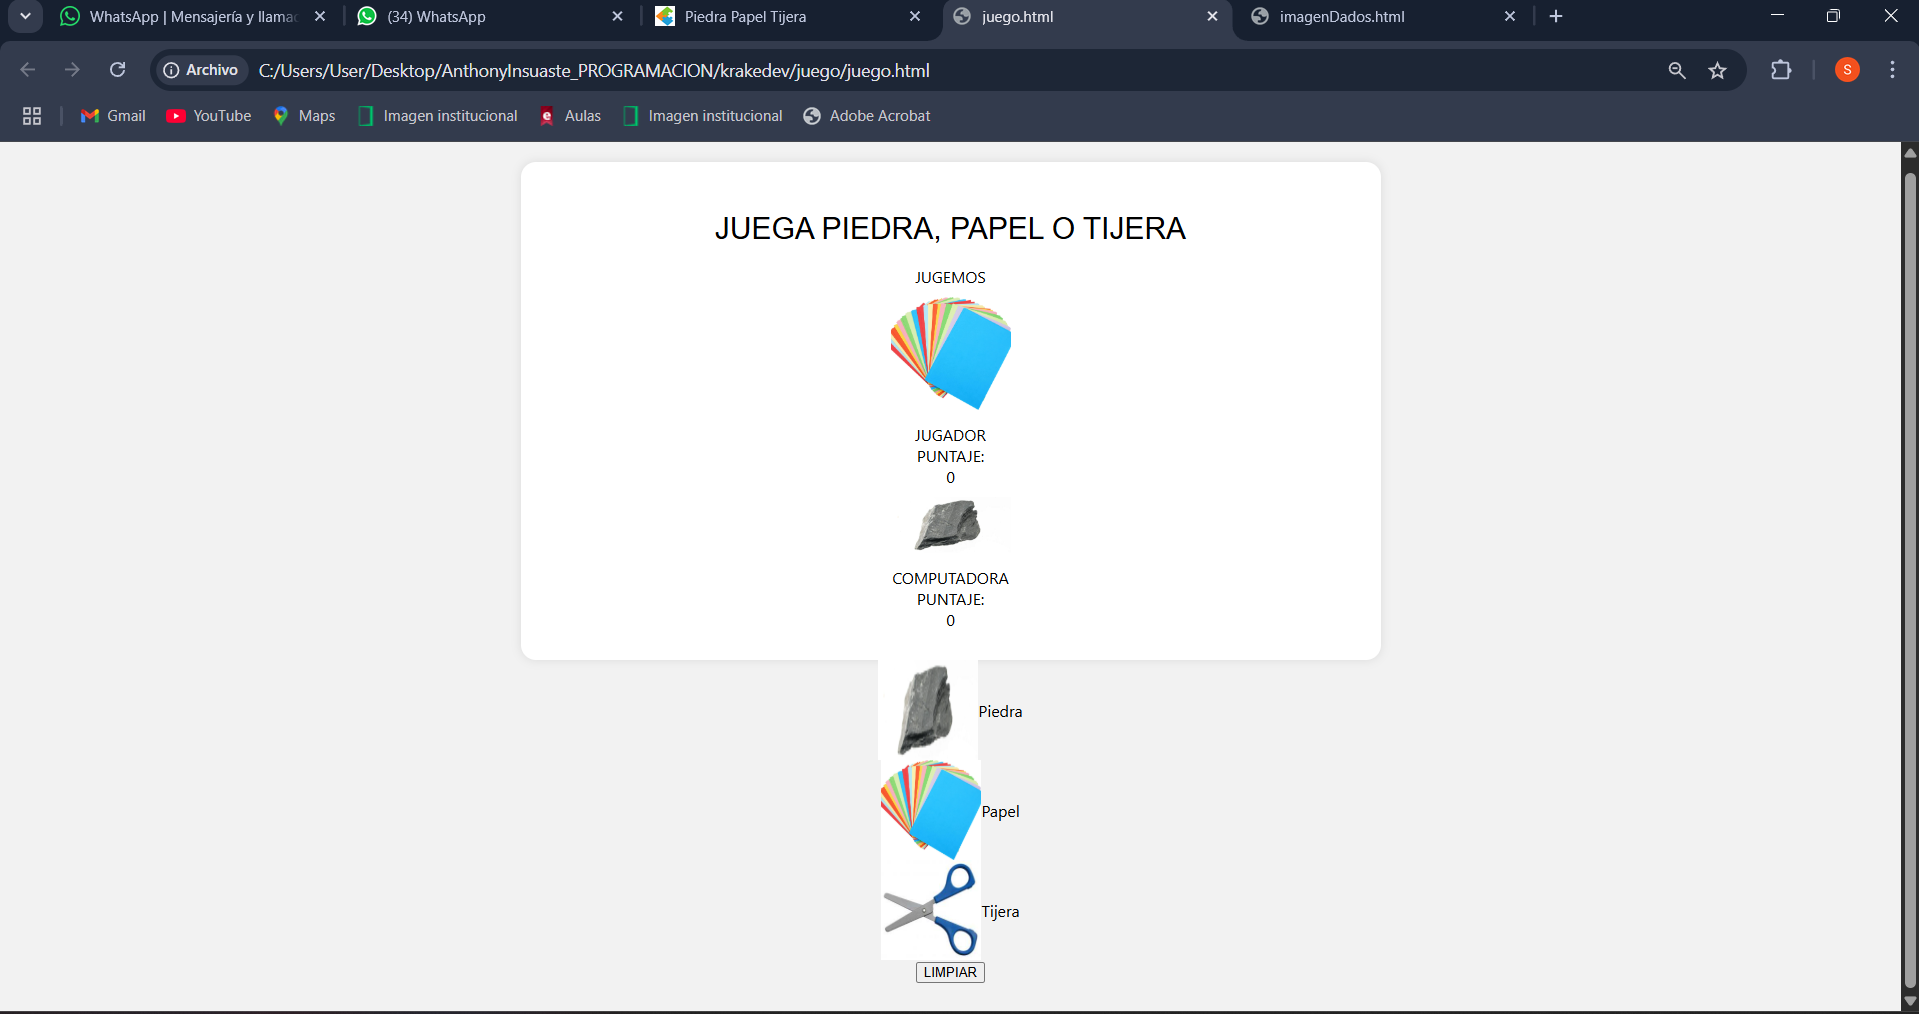 WhatsApp | Mensajería y llama
(34) WhatsApp
Piedra Papel Tijera
juego.html
imagenDados.html
Archivo
C:/Users/User/Desktop/AnthonyInsuaste_PROGRAMACION/krakedev/juego/juego.html
S
Gmail
YouTube
Maps
Imagen institucional
e
Aulas
Imagen institucional
Adobe Acrobat
JUEGA PIEDRA, PAPEL O TIJERA
JUGEMOS
JUGADOR
PUNTAJE:
0
COMPUTADORA
PUNTAJE:
0
Piedra
Papel
Tijera
LIMPIAR